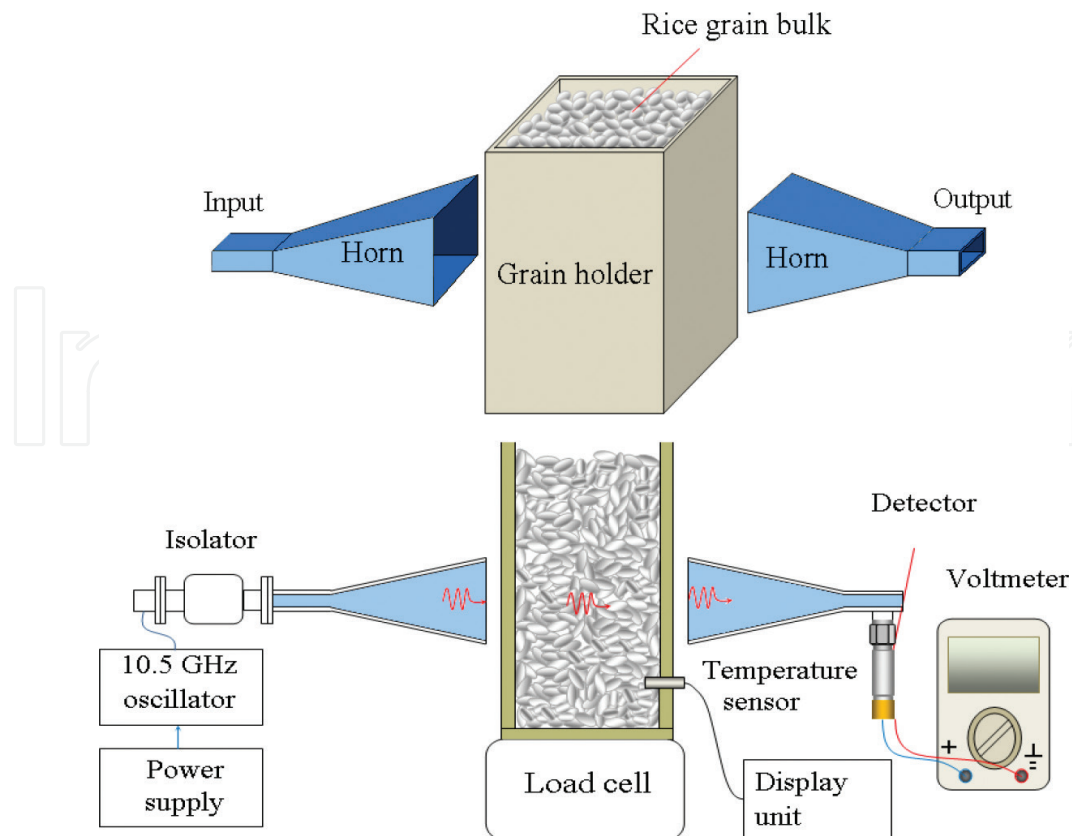 Rice grain bulk
Input
Horn
Grain holder
Horn
Output
Isolator
10.5 GHz
oscillator
Power
supply
Load cell
Temperature
sensor
Display
unit
Detector
Voltmeter
+